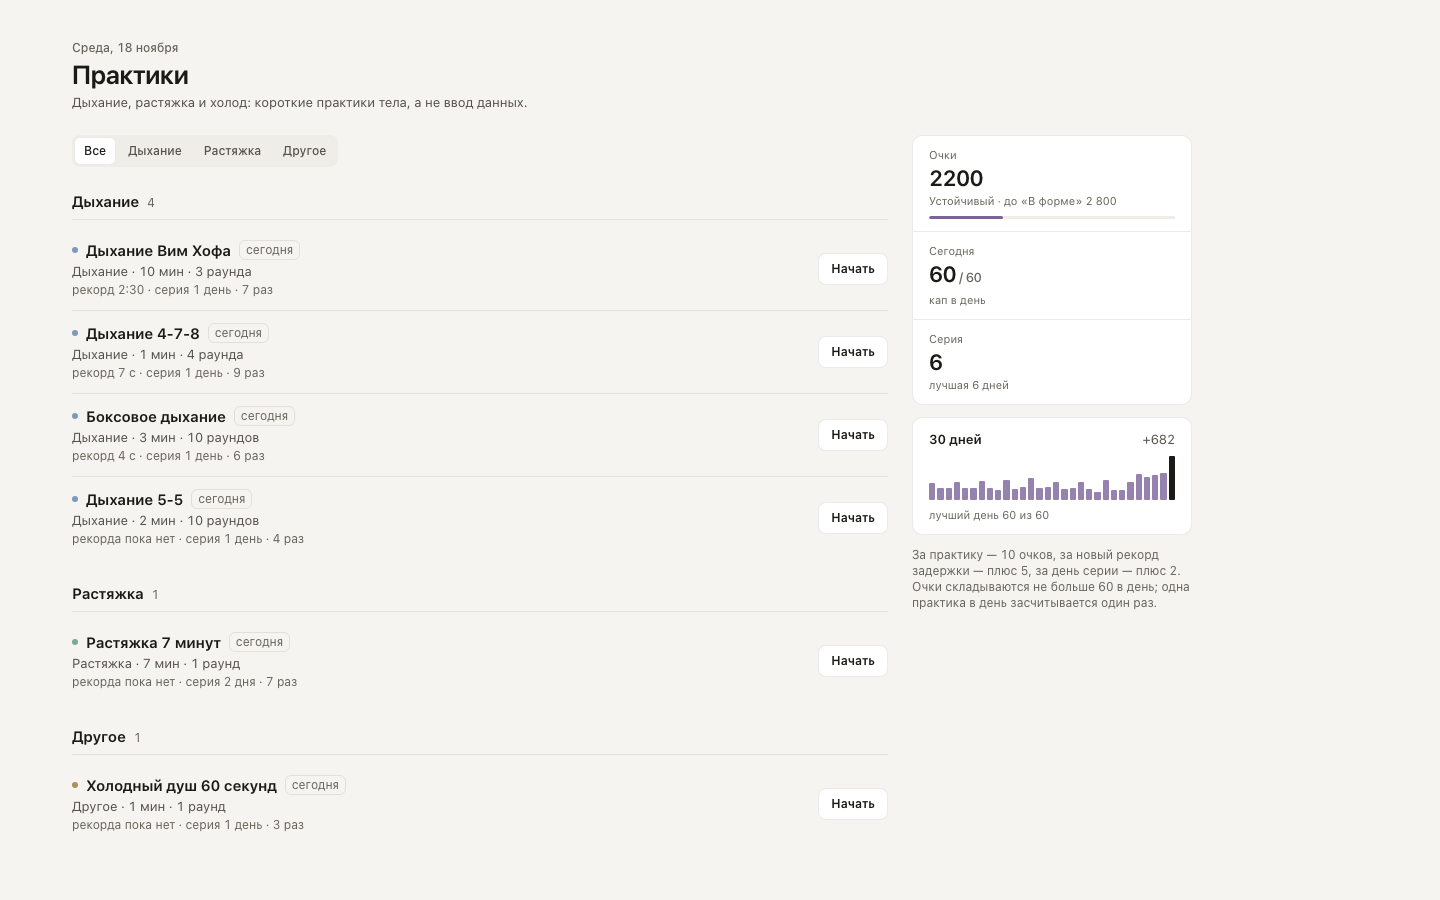 Среда, 18 ноября
Практики
Дыхание, растяжка и холод: короткие практики тела, а не ввод данных.
Все Дыхание Растяжка Другое
Дыхание 4
Дыхание Вим Хофа сегодня
Дыхание · 10 мин · 3 раунда
рекорд 2:30 · серия 1 день · 7 раз
Начать
Дыхание 4-7-8 сегодня
Дыхание · 1 мин · 4 раунда
рекорд 7 с · серия 1 день · 9 раз
Начать
Боксовое дыхание сегодня
Дыхание · 3 мин · 10 раундов
рекорд 4 с · серия 1 день · 6 раз
Начать
Дыхание 5-5 сегодня
Дыхание · 2 мин · 10 раундов
рекорда пока нет · серия 1 день · 4 раз
Начать
Растяжка 1
Растяжка 7 минут сегодня
Растяжка · 7 мин · 1 раунд
рекорда пока нет · серия 2 дня · 7 раз
Начать
Другое 1
Холодный душ 60 секунд сегодня
Другое · 1 мин · 1 раунд
рекорда пока нет · серия 1 день · 3 раз
Начать
Очки
2200
Устойчивый · до «В форме» 2 800
Сегодня
60 / 60
кап в день
Серия
6
лучшая 6 дней
30 дней +682
лучший день 60 из 60
За практику — 10 очков, за новый рекорд
задержки — плюс 5, за день серии — плюс 2.
Очки складываются не больше 60 в день; одна
практика в день засчитывается один раз.